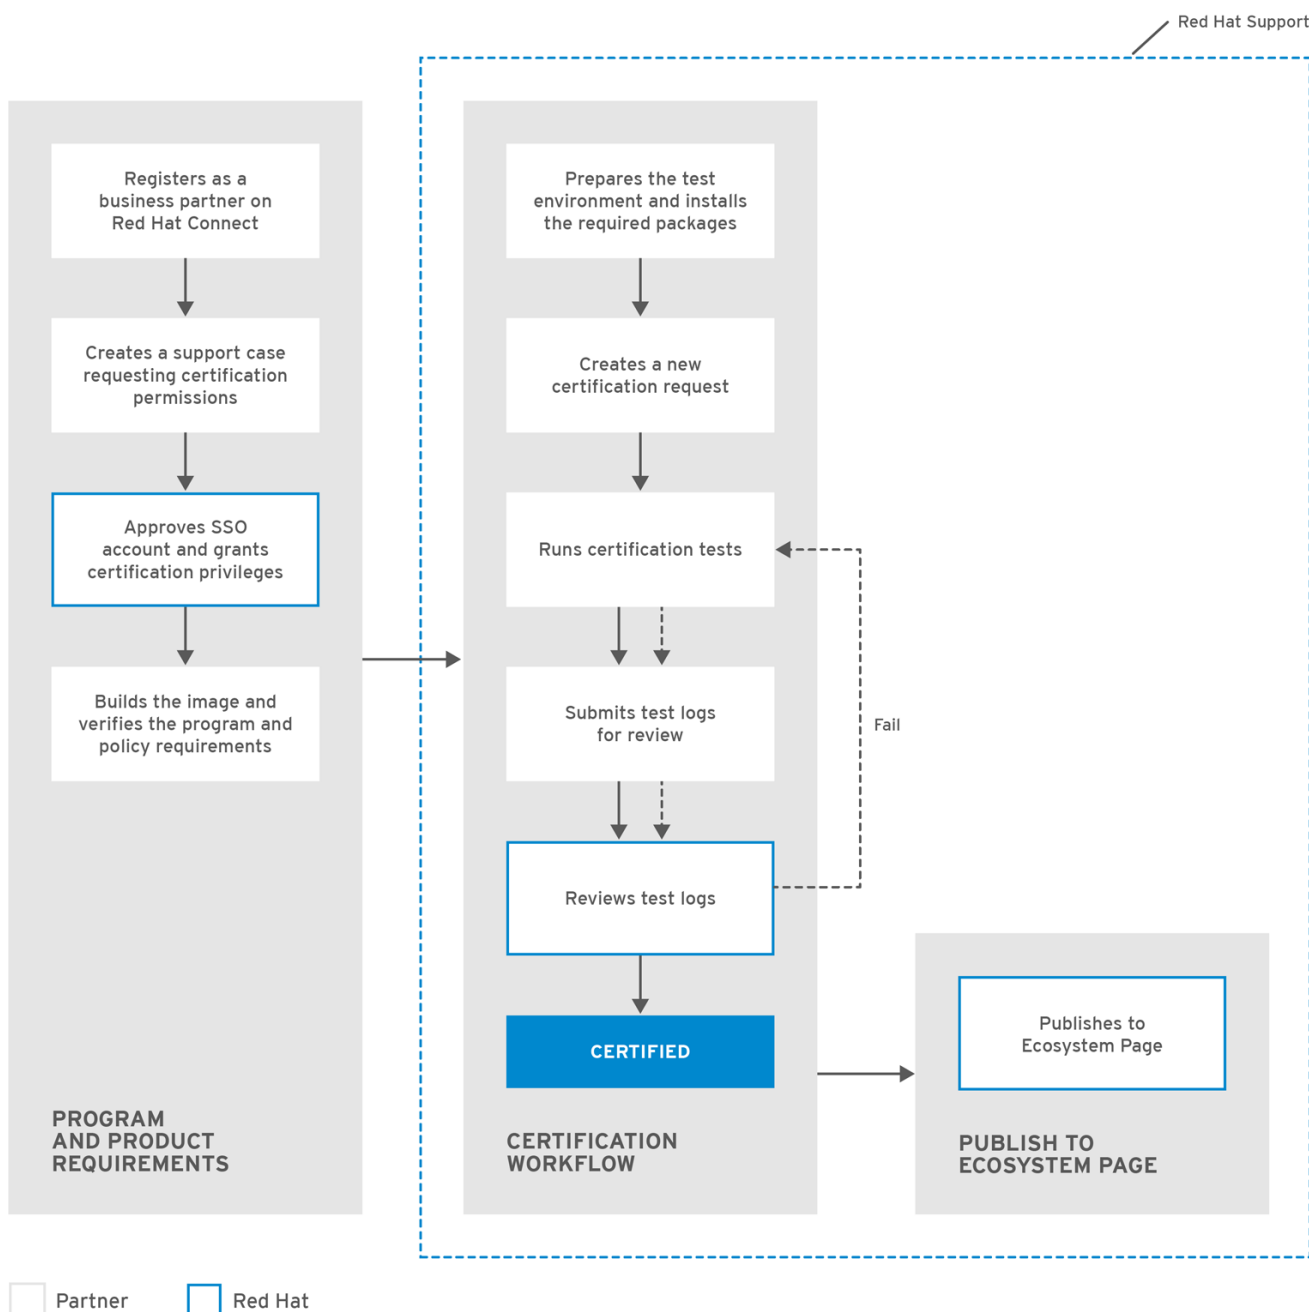 Red Hat Support
Registers as a
business partner on
Red Hat Connect
Creates a support case
requesting certification
permissions
Approves SSO
account and grants
certification privileges
Builds the image and
verifies the program and
policy requirements
PROGRAM
AND PRODUCT
REQUIREMENTS
Prepares the test
environment and installs
the required packages
Creates a new
certification request
Runs certification tests
Submits test logs
for review
Fail
Reviews test logs
CERTIFIED
CERTIFICATION
WORKFLOW
Publishes to
Ecosystem Page
PUBLISH TO
ECOSYSTEM PAGE
Partner
Red Hat